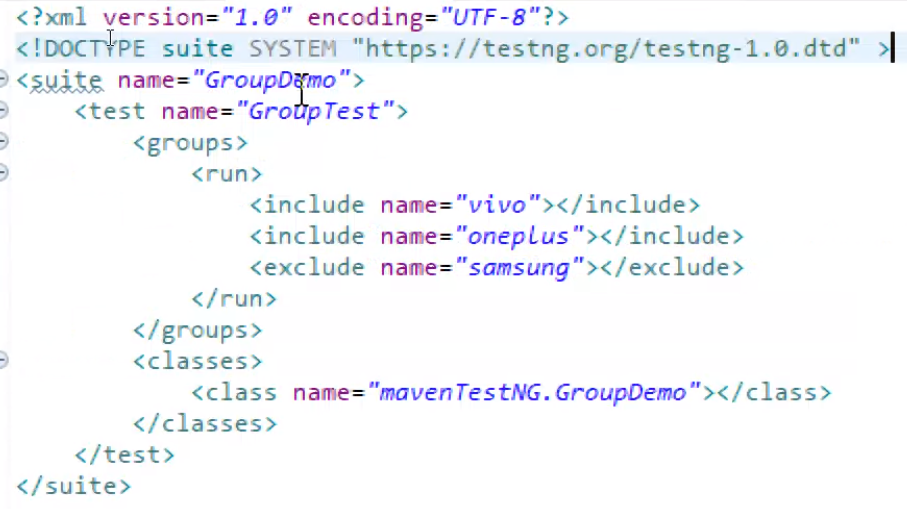 <?xml version="1.0" encoding="UTF-8"?>
<!DOCTYPE suite SYSTEM "https://testng.org/testng-1.0.dtd" >
<suite name="GroupDemo">
<test name="GroupTest">
<groups>
<run>
<include name="vivo"></include>
<include name="oneplus"></include>
<exclude name="samsung"></exclude>
</run>
</groups>
<classes>
<class name="mavenTestNG.GroupDemo"></class>
</classes>
</test>
</suite>